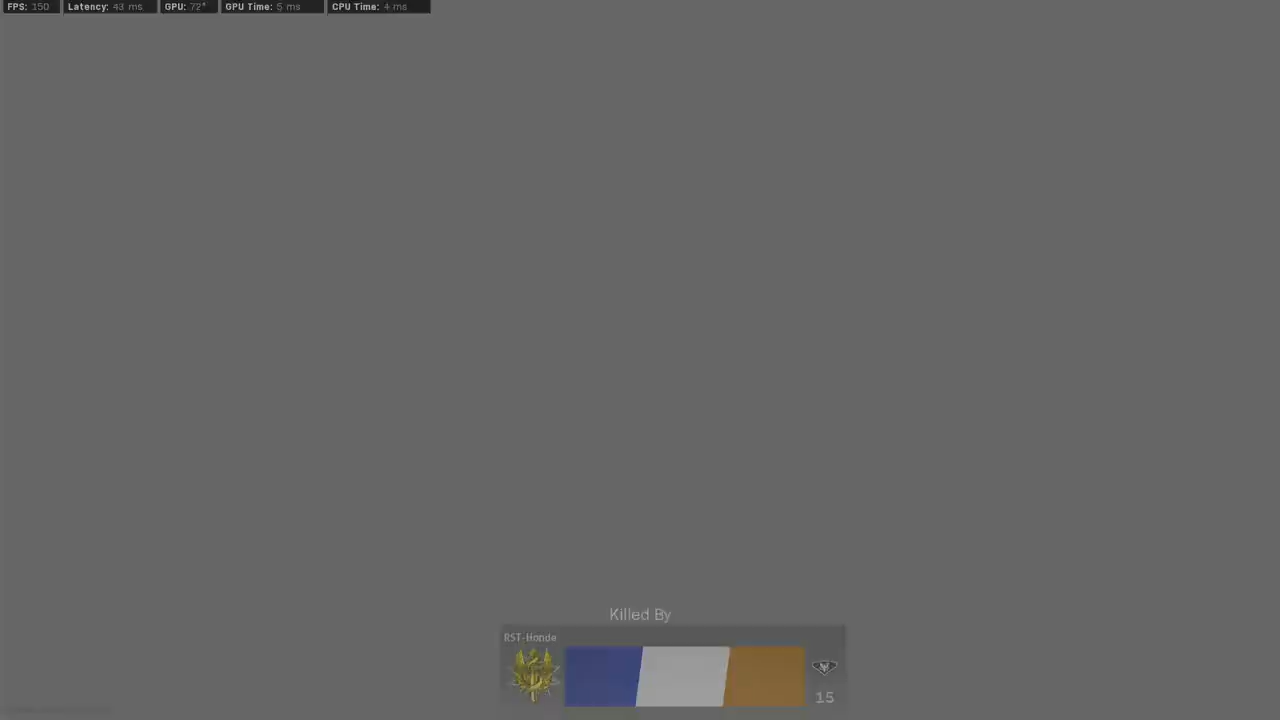 FPS: 150 Latency: 43 ms GPU: 72° GPU Time: 5 ms CPU Time: 4 ms
Killed By
RST-Honde
15